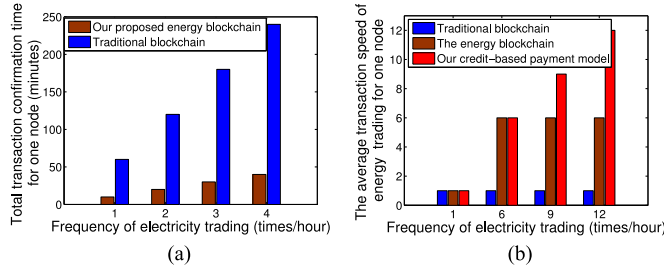 Total transaction confirmation time
for one node (minutes)
250
200
150
100
50
0
Our proposed energy blockchain
Traditional blockchain
1 2 3 4
Frequency of electricity trading (times/hour)
(a)
The average transaction speed of
energy trading for one node
12
10
8
6
4
2
0
Traditional blockchain
The energy blockchain
Our credit-based payment model
1 6 9 12
Frequency of electricity trading (times/hour)
(b)